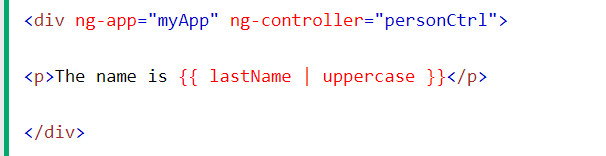 <div ng-app="myApp" ng-controller="personCtrl">
<p>The name is {{ lastName | uppercase }}</p>
</div>